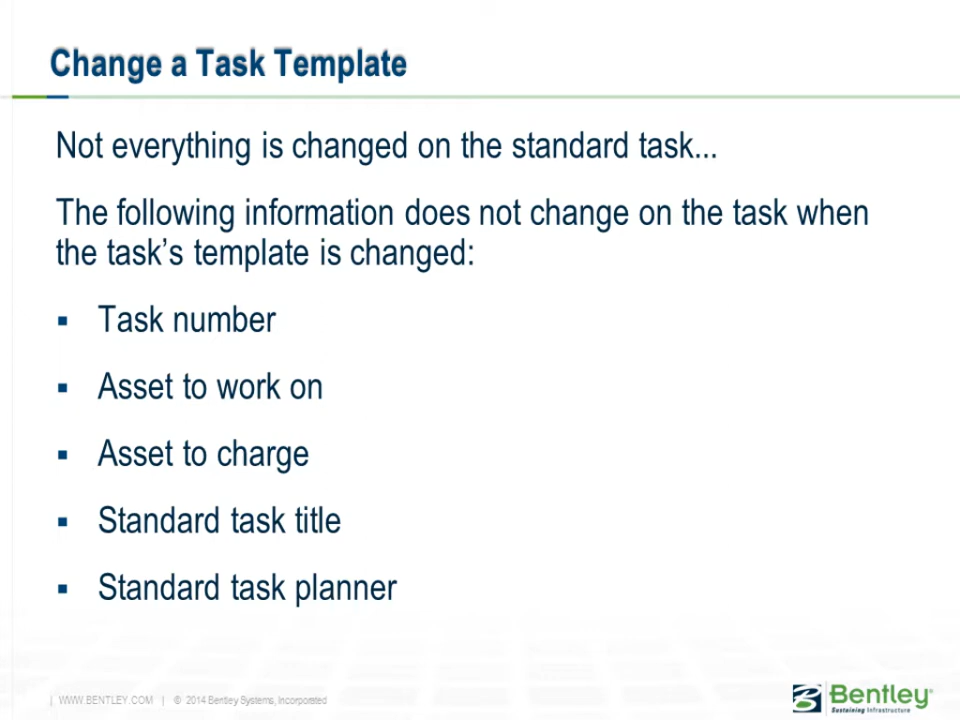 Change a Task Template
Not everything is changed on the standard task...
The following information does not change on the task when
the task's template is changed:
▪ Task number
▪ Asset to work on
▪ Asset to charge
▪ Standard task title
▪ Standard task planner
| WWW.BENTLEY.COM | © 2014 Bentley Systems, Incorporated
Bentley®
Sustaining Infrastructure